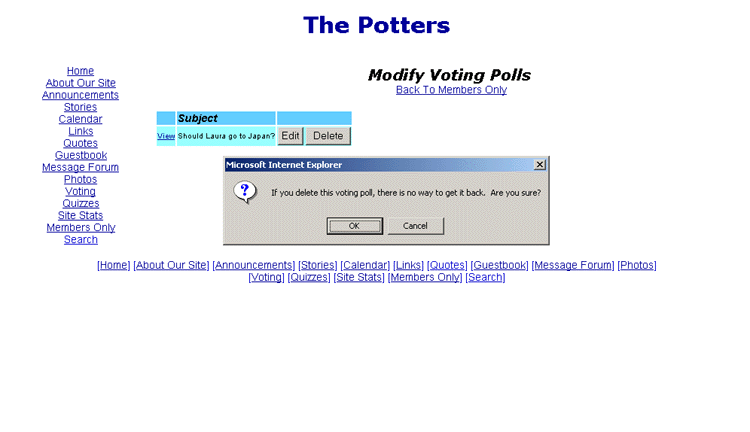 The Potters
Home
About Our Site
Announcements
Stories
Calendar
Links
Quotes
Guestbook
Message Forum
Photos
Voting
Quizzes
Site Stats
Members Only
Search
Modify Voting Polls
Back To Members Only
Subject
View Should Laura go to Japan? Edit Delete
Microsoft Internet Explorer
If you delete this voting poll, there is no way to get it back. Are you sure?
OK Cancel
[Home] [About Our Site] [Announcements] [Stories] [Calendar] [Links] [Quotes] [Guestbook] [Message Forum] [Photos]
[Voting] [Quizzes] [Site Stats] [Members Only] [Search]